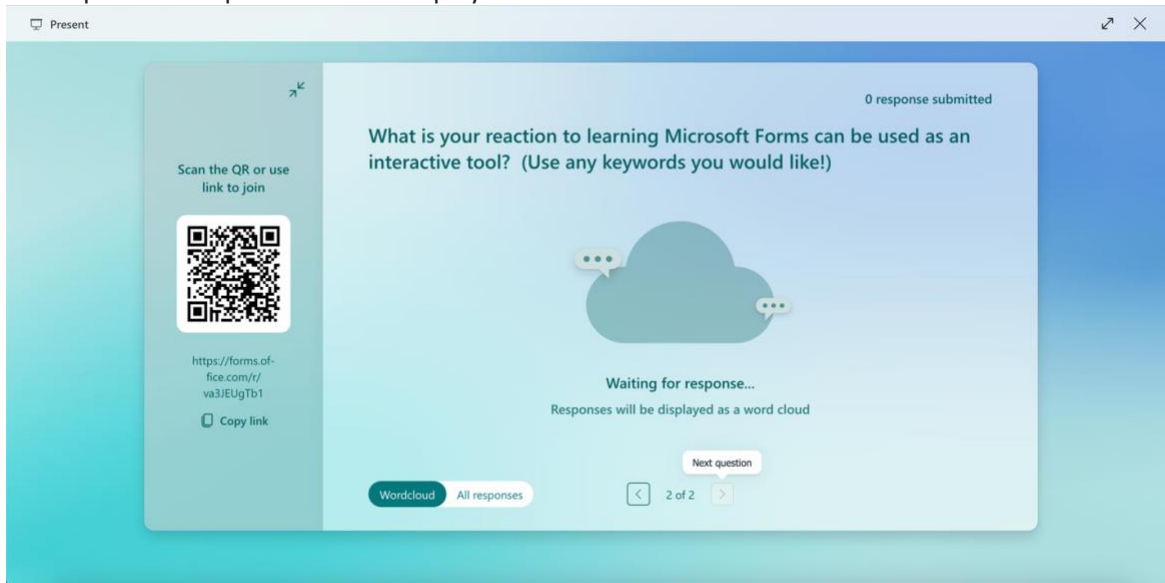 Present
0 response submitted
What is your reaction to learning Microsoft Forms can be used as an
interactive tool? (Use any keywords you would like!)
Scan the QR or use
link to join
https://forms.of-
fice.com/r/
va3JEUgTb1
Copy link
Waiting for response...
Responses will be displayed as a word cloud
Next question
Wordcloud All responses
2 of 2